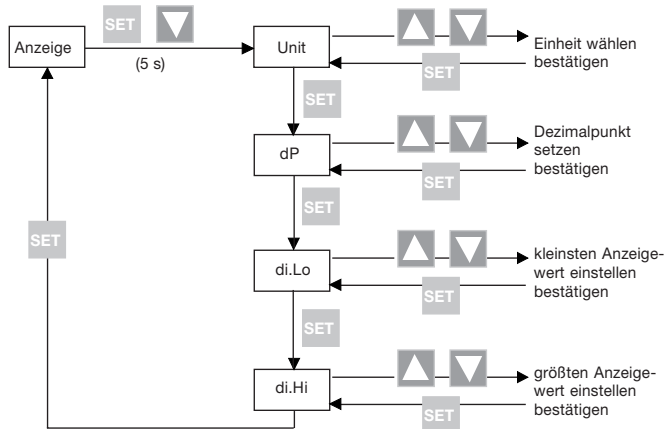 SET
Anzeige
(5 s)
Unit
SET
Einheit wählen
bestätigen
SET
dP
SET
Dezimalpunkt
setzen
bestätigen
SET
SET
di.Lo
SET
kleinsten Anzeige-
wert einstellen
bestätigen
SET
di.Hi
SET
größten Anzeige-
wert einstellen
bestätigen